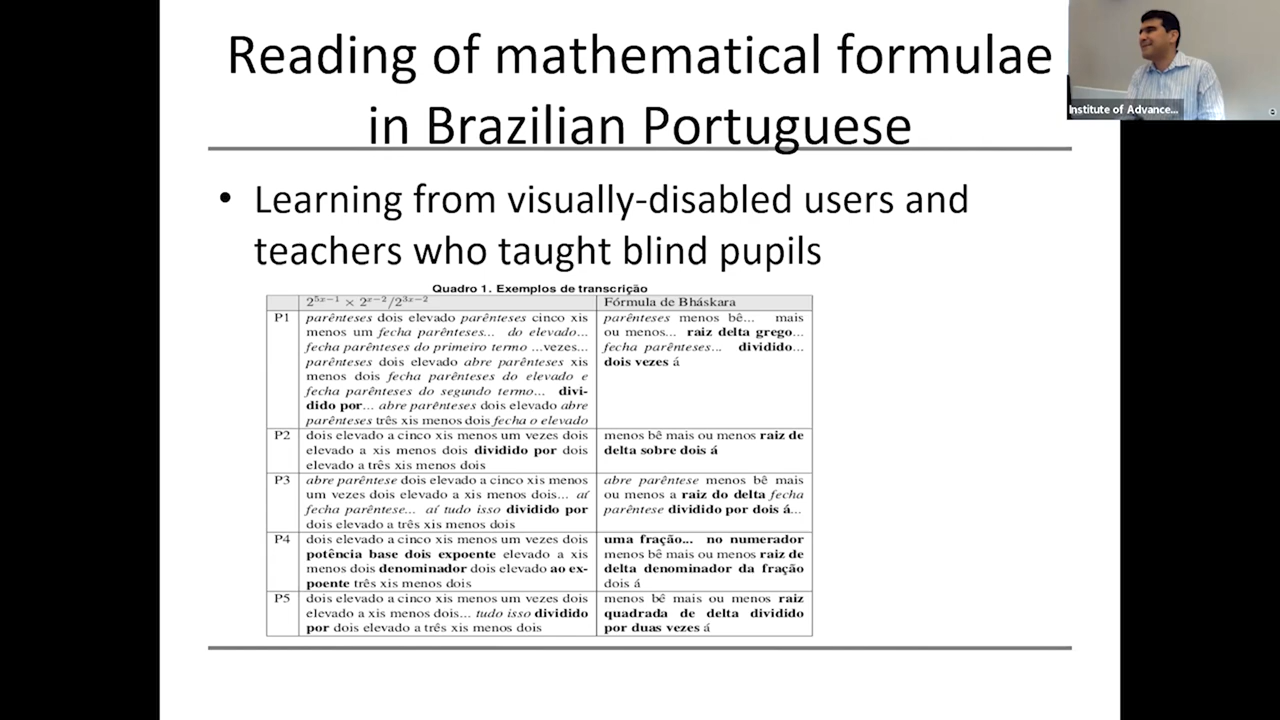 Reading of mathematical formulae
in Brazilian Portuguese
Institute of Advance...
• Learning from visually-disabled users and
teachers who taught blind pupils
Quadro 1. Exemplos de transcrição
2^{5x−1} × 2^{x−2}/2^{3x−2}
Fórmula de Bháskara
P1
parênteses dois elevado parênteses cinco xis
menos um fecha parênteses... do elevado...
fecha parênteses do primeiro termo ...vezes...
parênteses dois elevado abre parênteses xis
menos dois fecha parênteses do elevado e
fecha parênteses do segundo termo... divi-
dido por... abre parênteses dois elevado abre
parênteses três xis menos dois fecha o elevado
parênteses menos bê... mais
ou menos... raiz delta grego...
fecha parênteses... dividido...
dois vezes á
P2
dois elevado a cinco xis menos um vezes dois
elevado a xis menos dois dividido por dois
elevado a três xis menos dois
menos bê mais ou menos raiz de
delta sobre dois á
P3
abre parêntese dois elevado a cinco xis menos
um vezes dois elevado a xis menos dois... aí
fecha parêntese... aí tudo isso dividido por
dois elevado a três xis menos dois
abre parêntese menos bê mais
ou menos a raiz do delta fecha
parêntese dividido por dois á...
P4
dois elevado a cinco xis menos um vezes dois
potência base dois expoente elevado a xis
menos dois denominador dois elevado ao ex-
poente três xis menos dois
uma fração... no numerador
menos bê mais ou menos raiz de
delta denominador da fração
dois á
P5
dois elevado a cinco xis menos um vezes dois
elevado a xis menos dois... tudo isso dividido
por dois elevado a três xis menos dois
menos bê mais ou menos raiz
quadrada de delta dividido
por duas vezes á